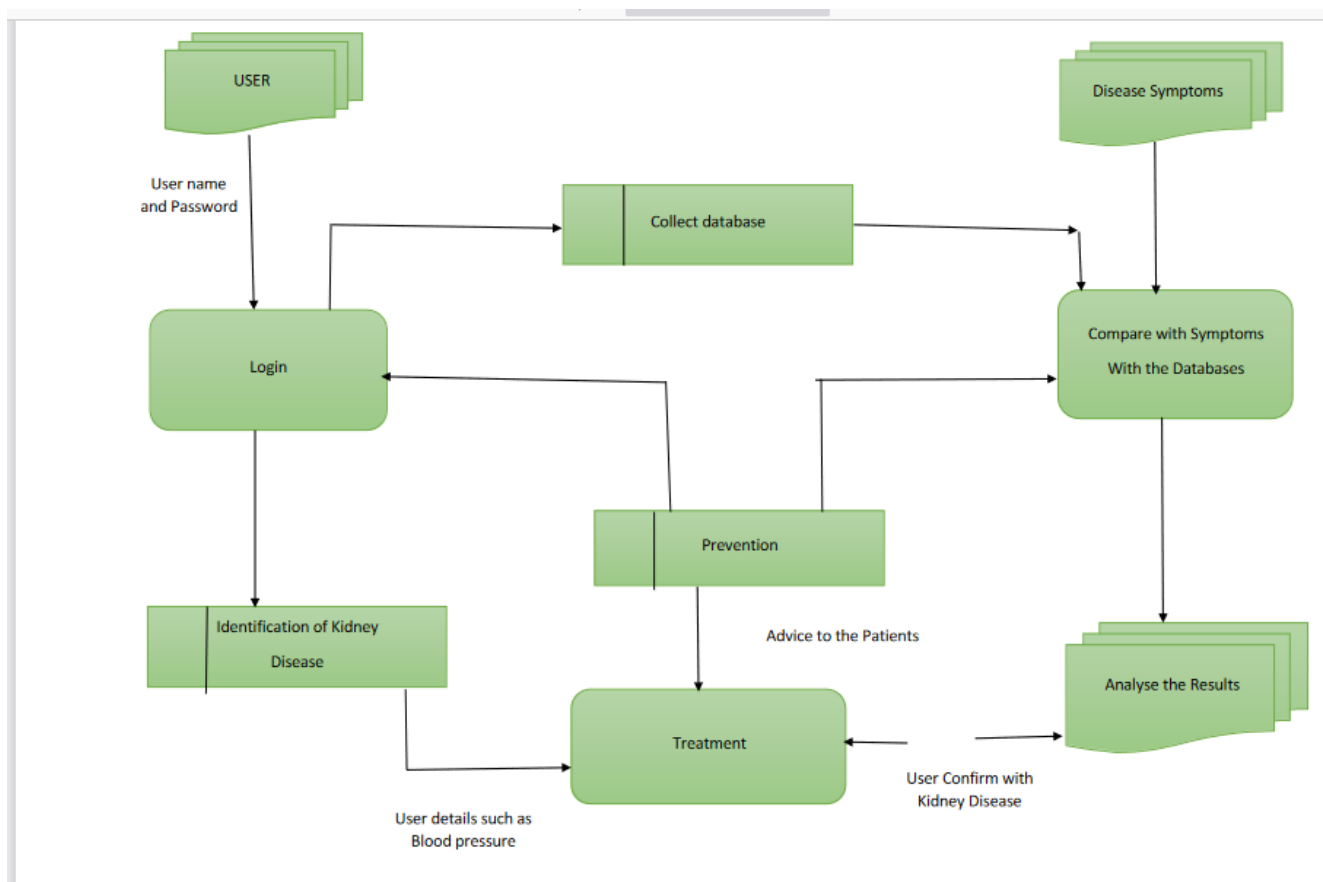 USER
Disease Symptoms
User name
and Password
Collect database
Login
Compare with Symptoms
With the Databases
Prevention
Identification of Kidney
Disease
Advice to the Patients
Analyse the Results
Treatment
User Confirm with
Kidney Disease
User details such as
Blood pressure